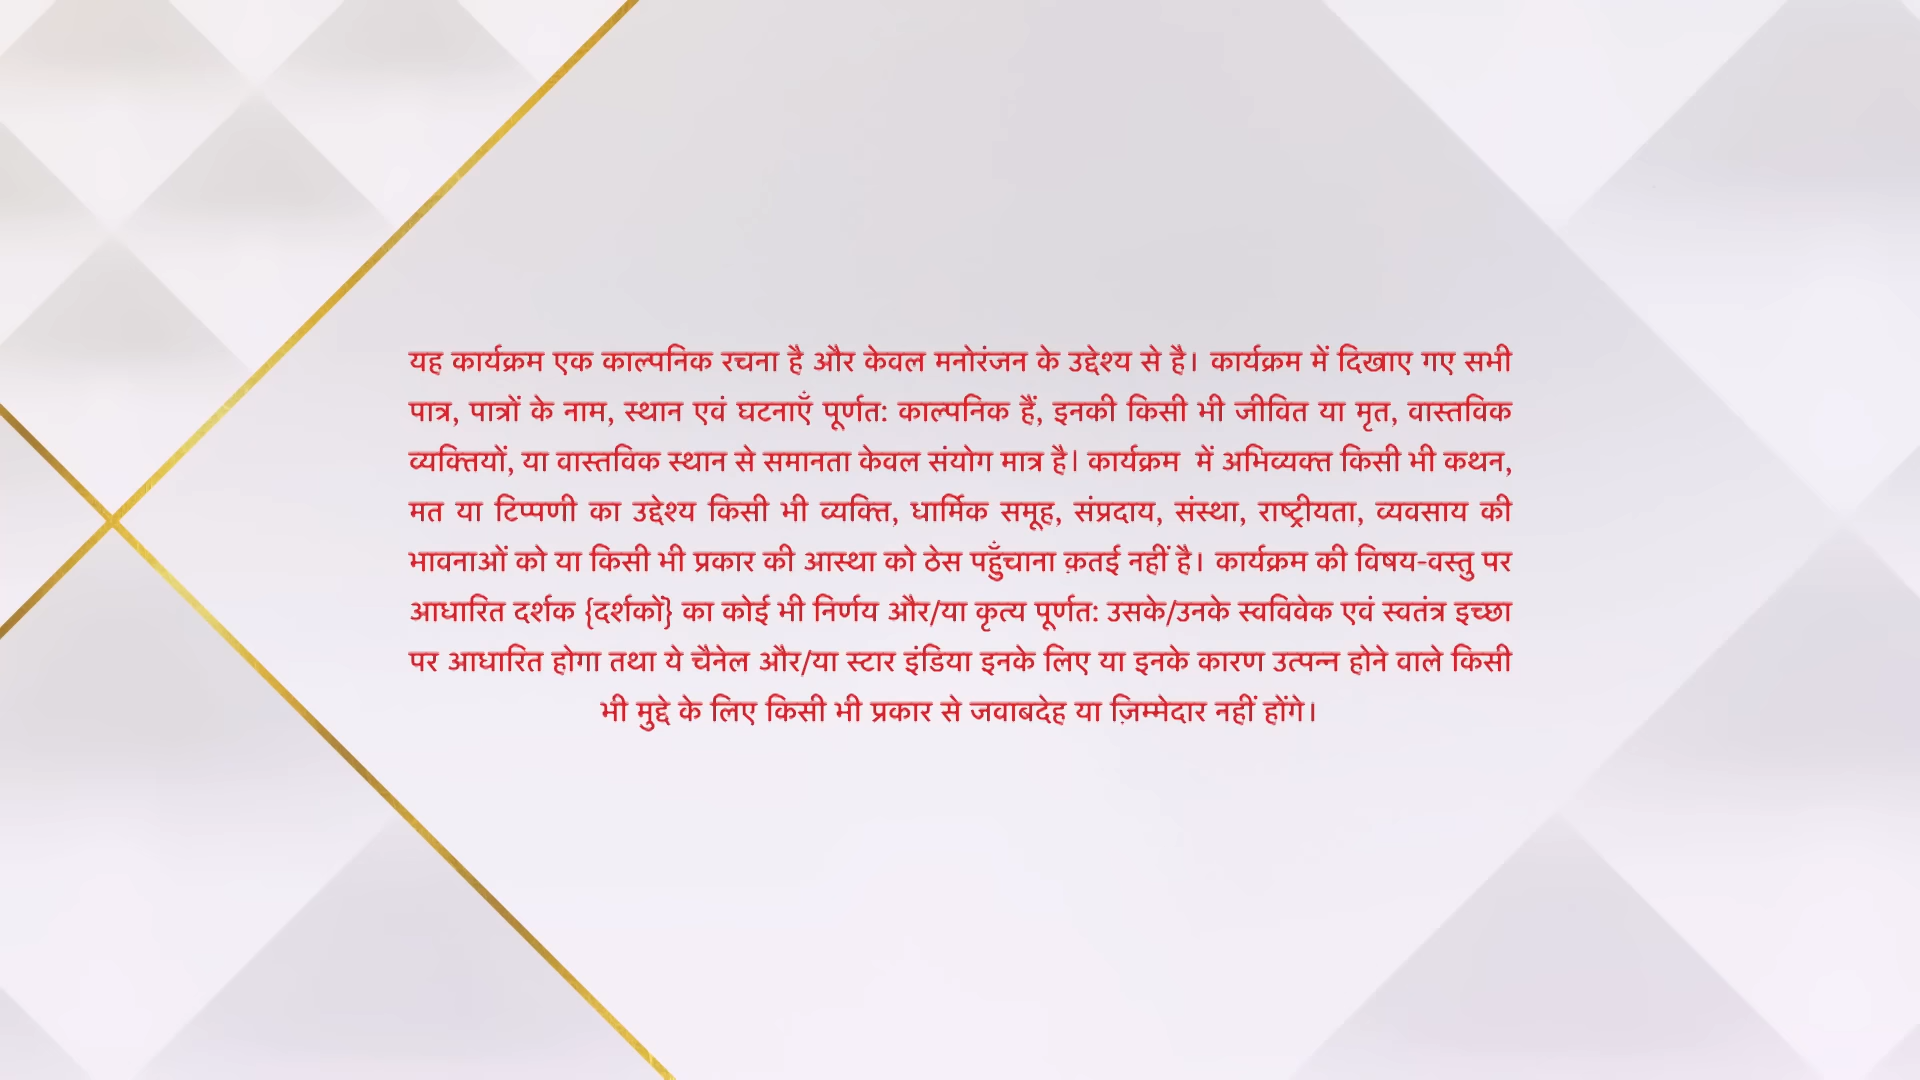 यह कार्यक्रम एक काल्पनिक रचना है और केवल मनोरंजन के उद्देश्य से है। कार्यक्रम में दिखाए गए सभी
पात्र, पात्रों के नाम, स्थान एवं घटनाएँ पूर्णत: काल्पनिक हैं, इनकी किसी भी जीवित या मृत, वास्तविक
व्यक्तियों, या वास्तविक स्थान से समानता केवल संयोग मात्र है। कार्यक्रम  में अभिव्यक्त किसी भी कथन,
मत या टिप्पणी का उद्देश्य किसी भी व्यक्ति, धार्मिक समूह, संप्रदाय, संस्था, राष्ट्रीयता, व्यवसाय की
भावनाओं को या किसी भी प्रकार की आस्था को ठेस पहुँचाना क़तई नहीं है। कार्यक्रम की विषय-वस्तु पर
आधारित दर्शक {दर्शकों} का कोई भी निर्णय और/या कृत्य पूर्णत: उसके/उनके स्वविवेक एवं स्वतंत्र इच्छा
पर आधारित होगा तथा ये चैनेल और/या स्टार इंडिया इनके लिए या इनके कारण उत्पन्न होने वाले किसी
भी मुद्दे के लिए किसी भी प्रकार से जवाबदेह या ज़िम्मेदार नहीं होंगे।